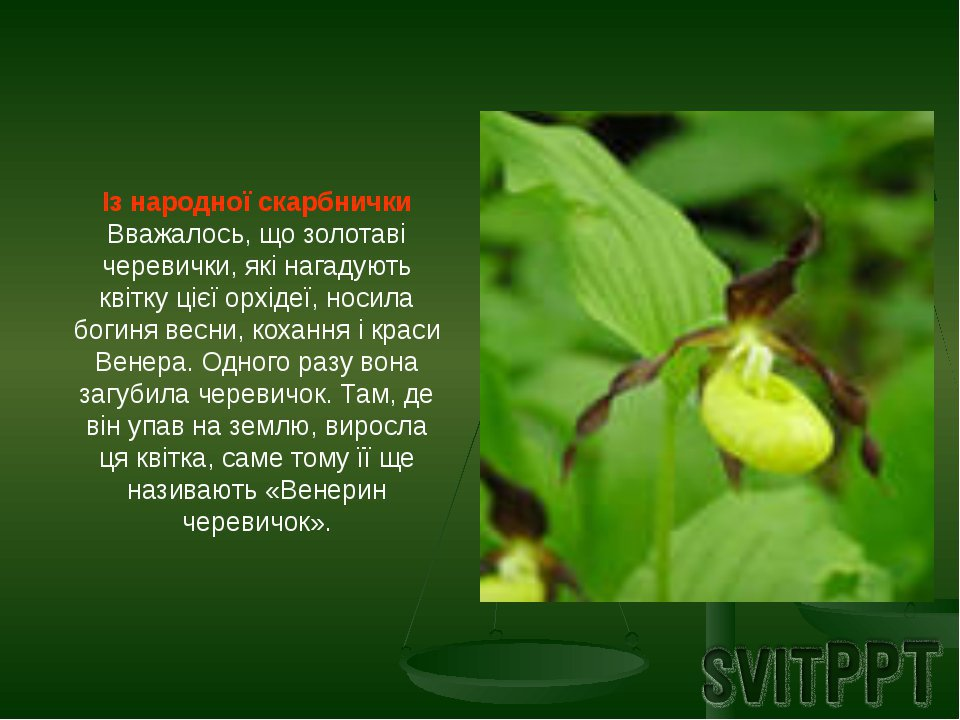 Із народної скарбнички
Вважалось, що золотаві
черевички, які нагадують
квітку цієї орхідеї, носила
богиня весни, кохання і краси
Венера. Одного разу вона
загубила черевичок. Там, де
він упав на землю, виросла
ця квітка, саме тому її ще
називають «Венерин
черевичок».
SVITPPT